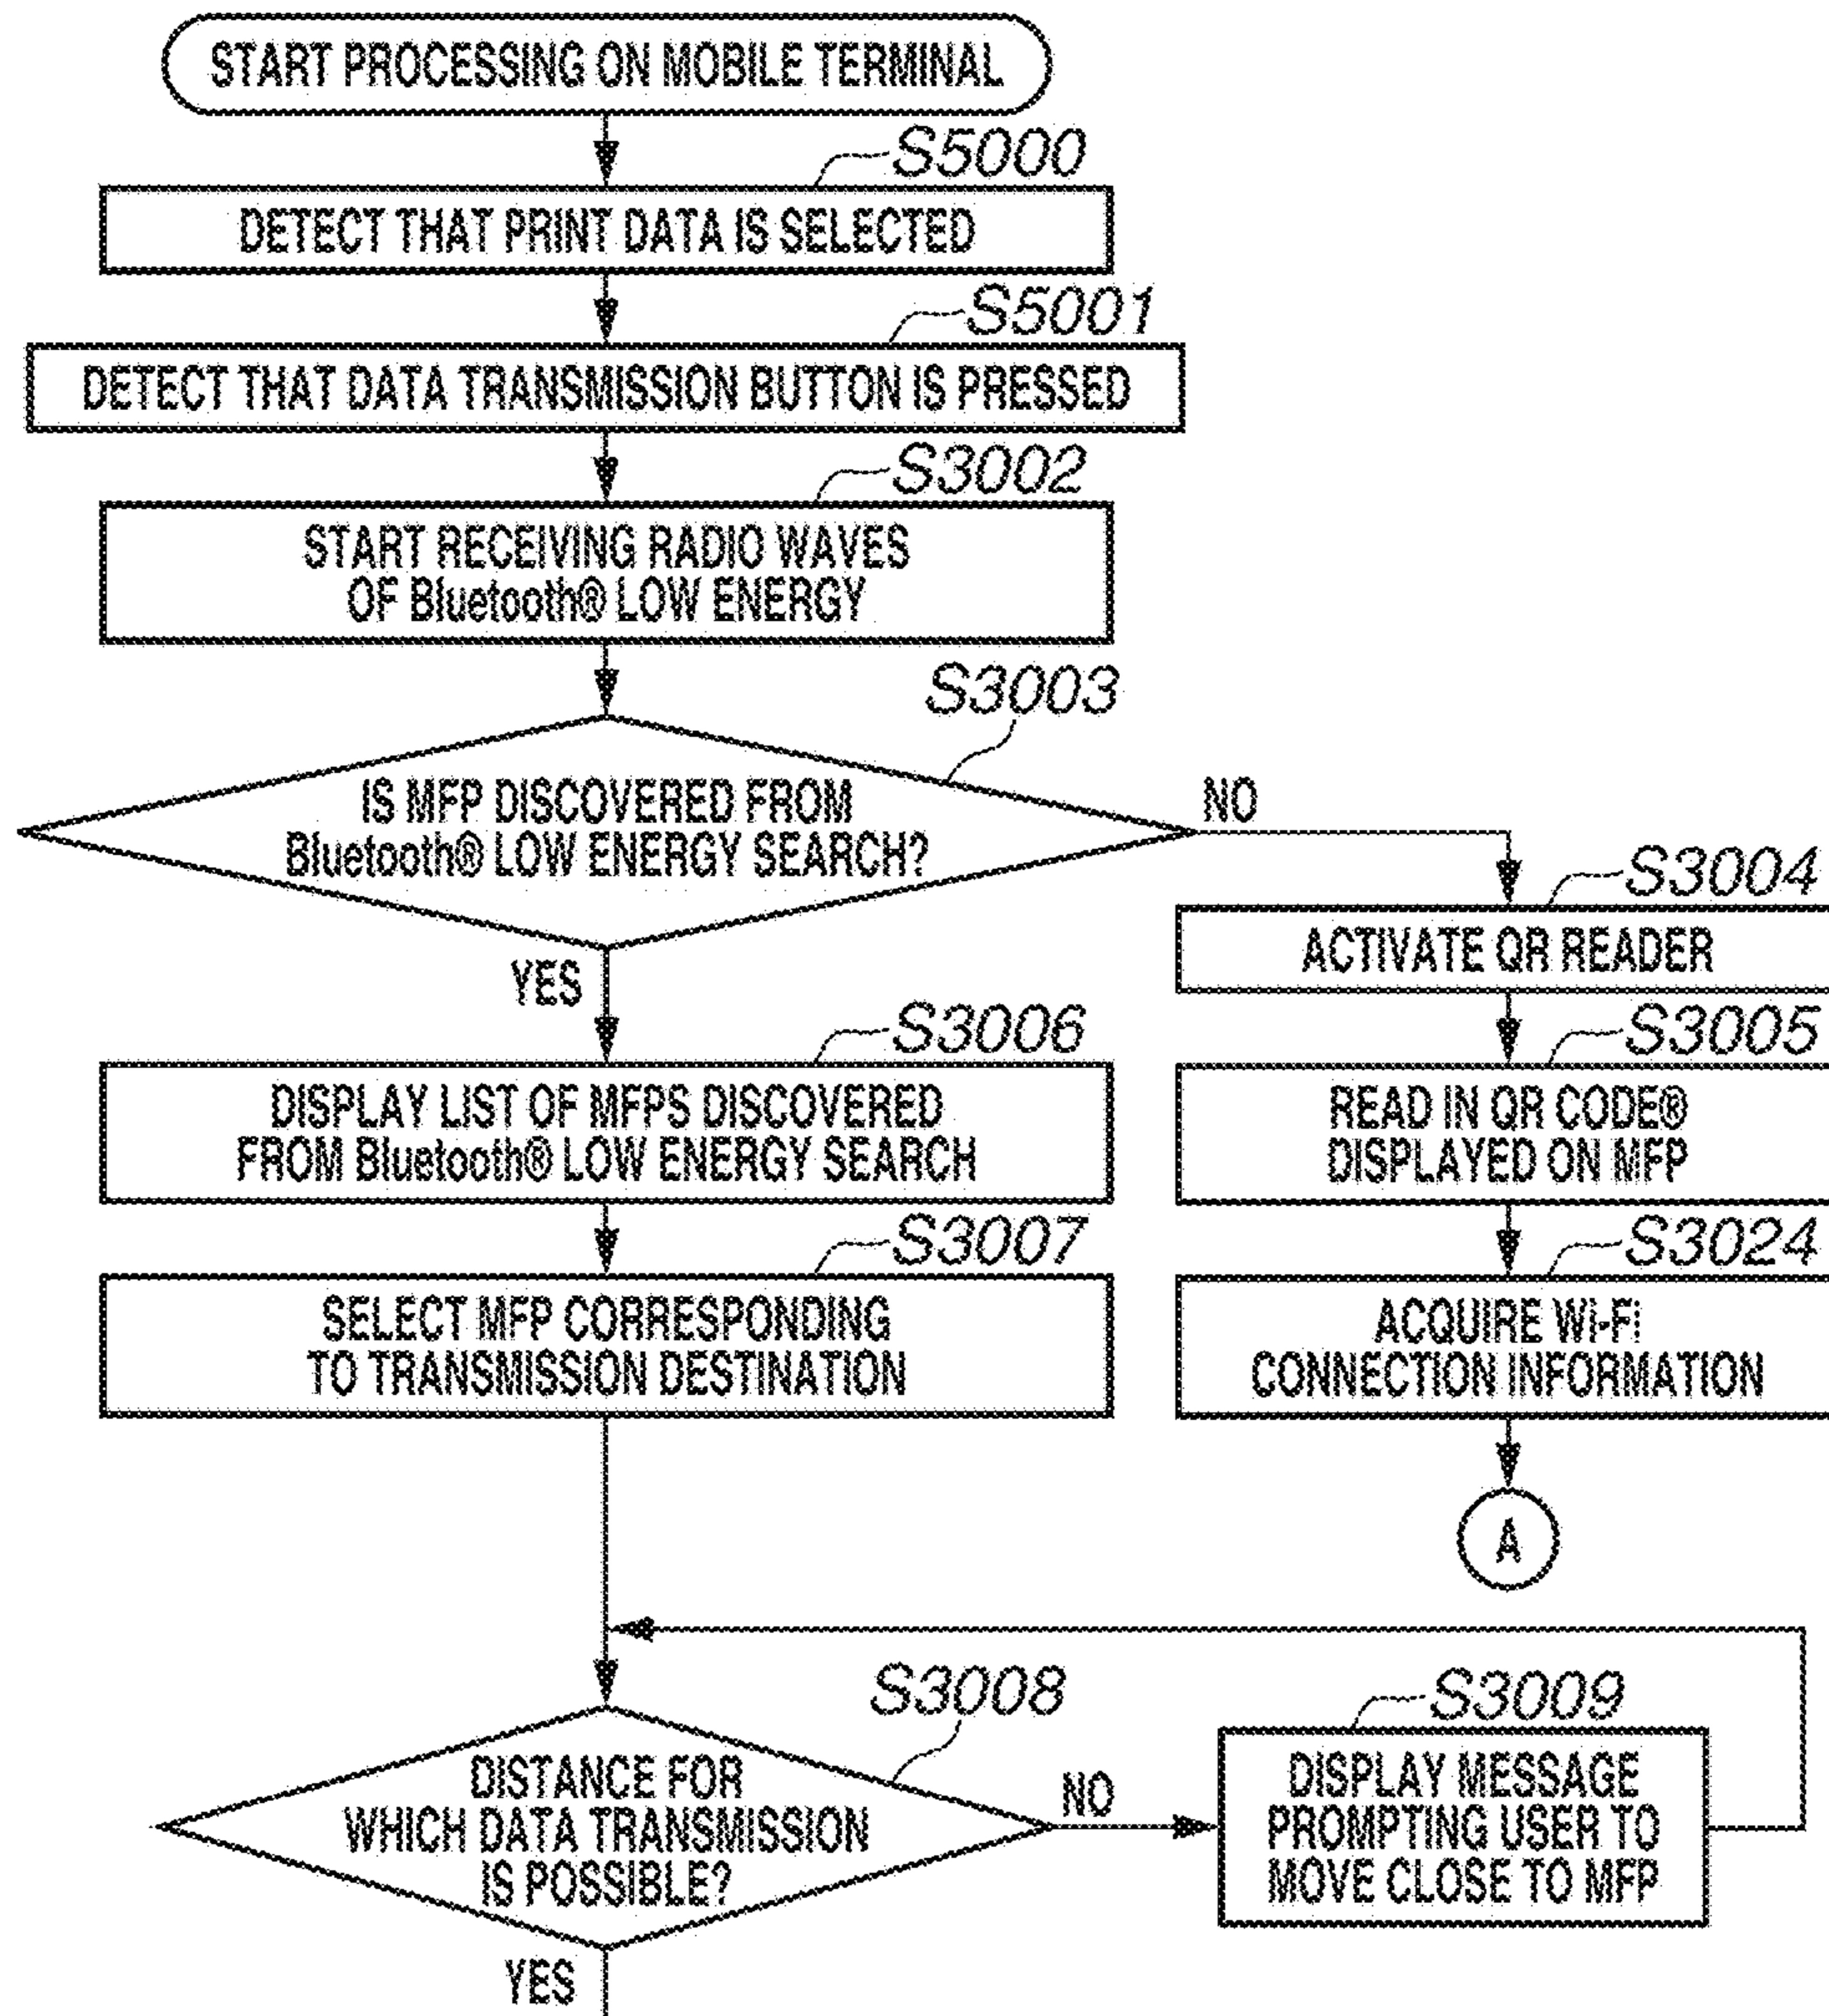 START PROCESSING ON MOBILE TERMINAL
S5000
DETECT THAT PRINT DATA IS SELECTED
S5001
DETECT THAT DATA TRANSMISSION BUTTON IS PRESSED
S3002
START RECEIVING RADIO WAVES
OF Bluetooth® LOW ENERGY
S3003
IS MFP DISCOVERED FROM
Bluetooth® LOW ENERGY SEARCH?
NO
YES
S3004
ACTIVATE QR READER
S3005
READ IN QR CODE®
DISPLAYED ON MFP
S3024
ACQUIRE Wi-Fi
CONNECTION INFORMATION
A
S3006
DISPLAY LIST OF MFPS DISCOVERED
FROM Bluetooth® LOW ENERGY SEARCH
S3007
SELECT MFP CORRESPONDING
TO TRANSMISSION DESTINATION
S3008
DISTANCE FOR
WHICH DATA TRANSMISSION
IS POSSIBLE?
NO
S3009
DISPLAY MESSAGE
PROMPTING USER TO
MOVE CLOSE TO MFP
YES